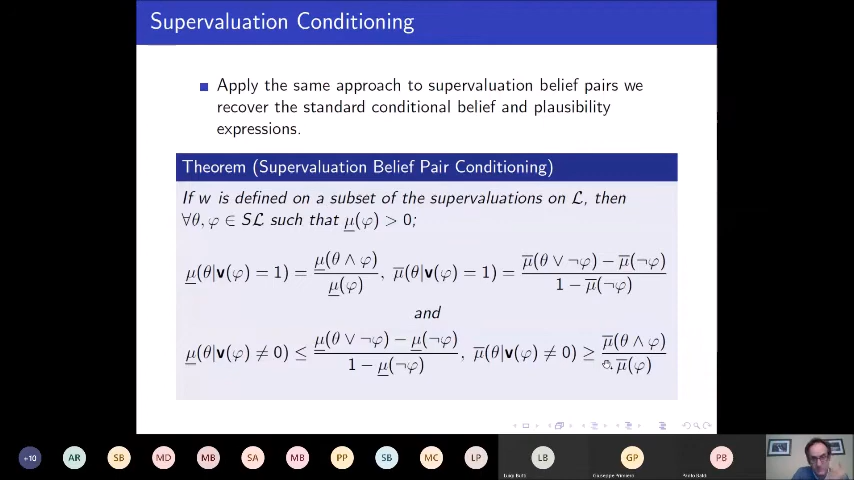 Supervaluation Conditioning
Apply the same approach to supervaluation belief pairs we
recover the standard conditional belief and plausibility
expressions.
Theorem (Supervaluation Belief Pair Conditioning)
If w is defined on a subset of the supervaluations on ℒ, then
∀θ, φ ∈ Sℒ such that μ̲(φ) > 0;
μ̲(θ|v(φ) = 1) = μ̲(θ ∧ φ) / μ̲(φ), μ̅(θ|v(φ) = 1) = (μ̅(θ ∨ ¬φ) − μ̅(¬φ)) / (1 − μ̅(¬φ))
and
μ̲(θ|v(φ) ≠ 0) ≤ (μ̲(θ ∨ ¬φ) − μ̲(¬φ)) / (1 − μ̲(¬φ)), μ̅(θ|v(φ) ≠ 0) ≥ μ̅(θ ∧ φ) / μ̅(φ)
+10 AR SB MD MB SA MB PP SB MC LP LB GP PB